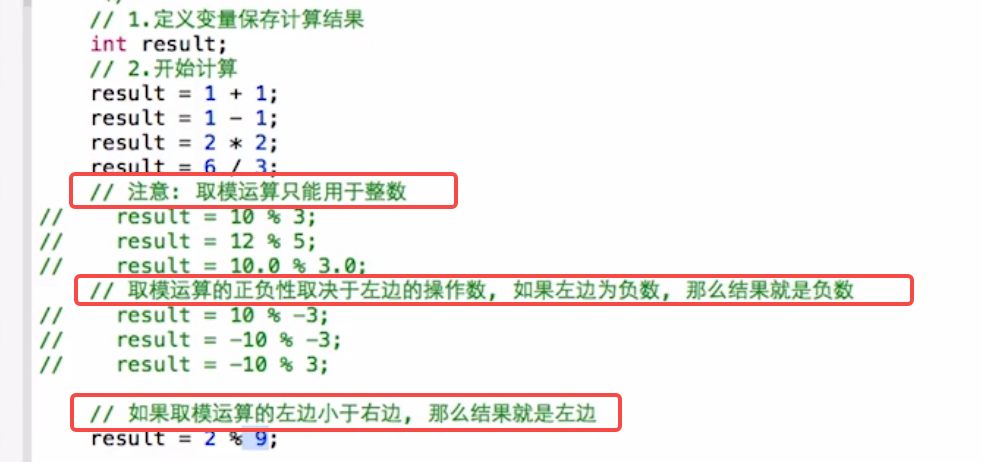 // 1.定义变量保存计算结果
int result;
// 2.开始计算
result = 1 + 1;
result = 1 - 1;
result = 2 * 2;
result = 6 / 3;
// 注意: 取模运算只能用于整数
// result = 10 % 3;
// result = 12 % 5;
// result = 10.0 % 3.0;
// 取模运算的正负性取决于左边的操作数, 如果左边为负数, 那么结果就是负数
// result = 10 % -3;
// result = -10 % -3;
// result = -10 % 3;
// 如果取模运算的左边小于右边, 那么结果就是左边
result = 2 % 9;